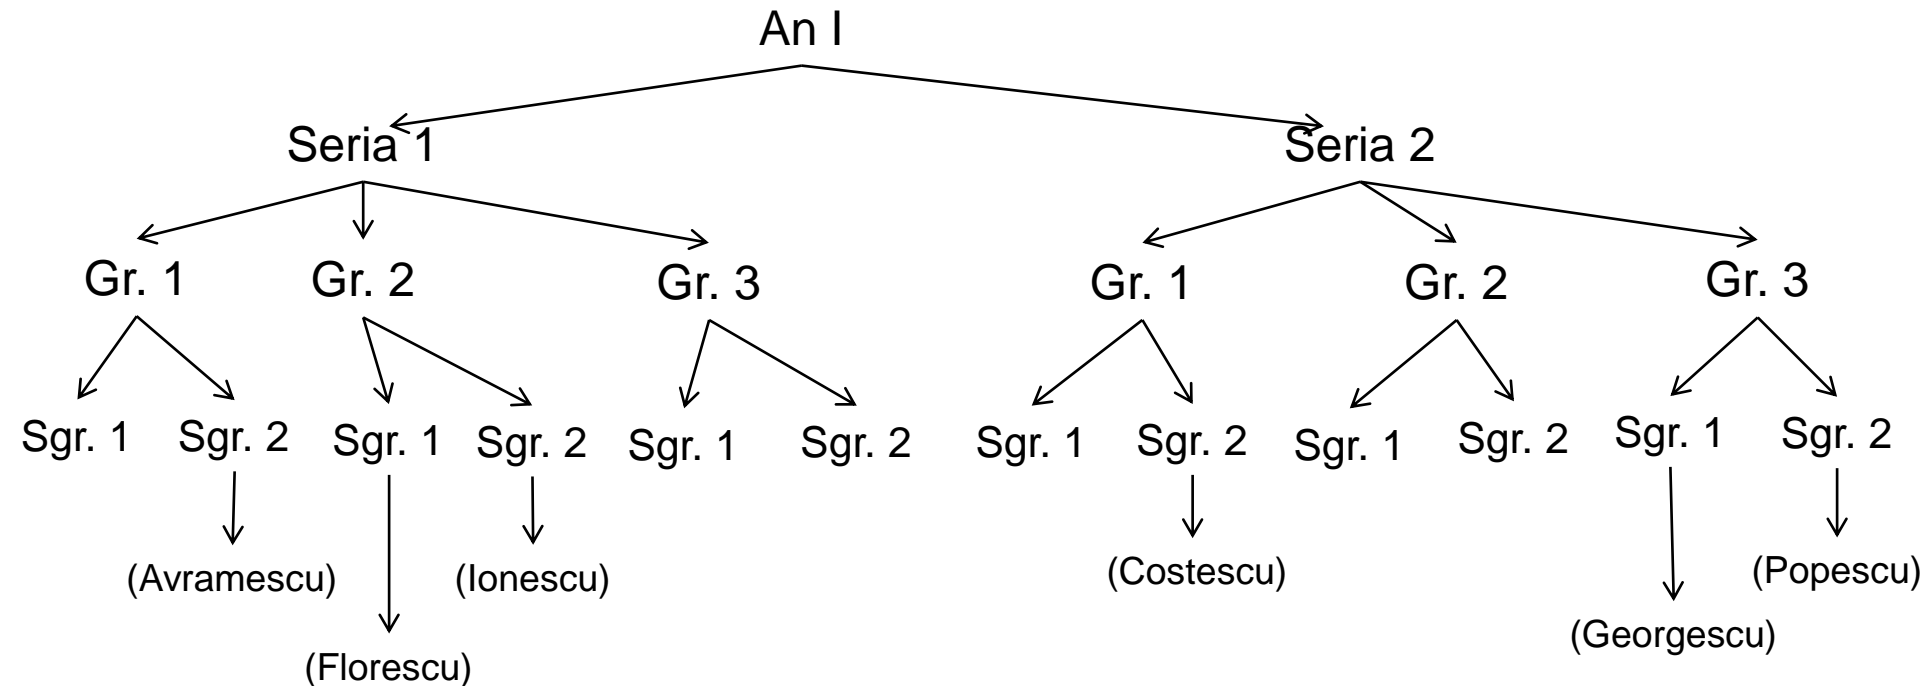 An I
Seria 1
Seria 2
Gr. 1
Gr. 2
Gr. 3
Gr. 1
Gr. 2
Gr. 3
Sgr. 1
Sgr. 2
Sgr. 1
Sgr. 2
Sgr. 1
Sgr. 2
Sgr. 1
Sgr. 2
Sgr. 1
Sgr. 2
Sgr. 1
Sgr. 2
(Avramescu)
(Ionescu)
(Costescu)
(Popescu)
(Florescu)
(Georgescu)